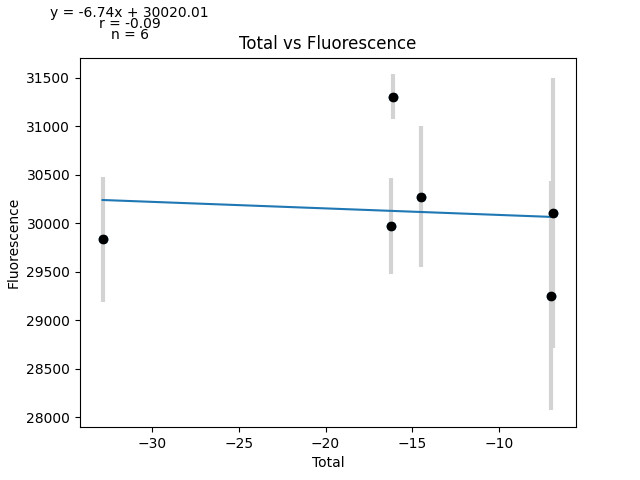 y = -6.74x + 30020.01
r = -0.09
n = 6
Total vs Fluorescence
31500
31000
30500
30000
29500
29000
28500
28000
Fluorescence
−30
−25
−20
−15
−10
Total